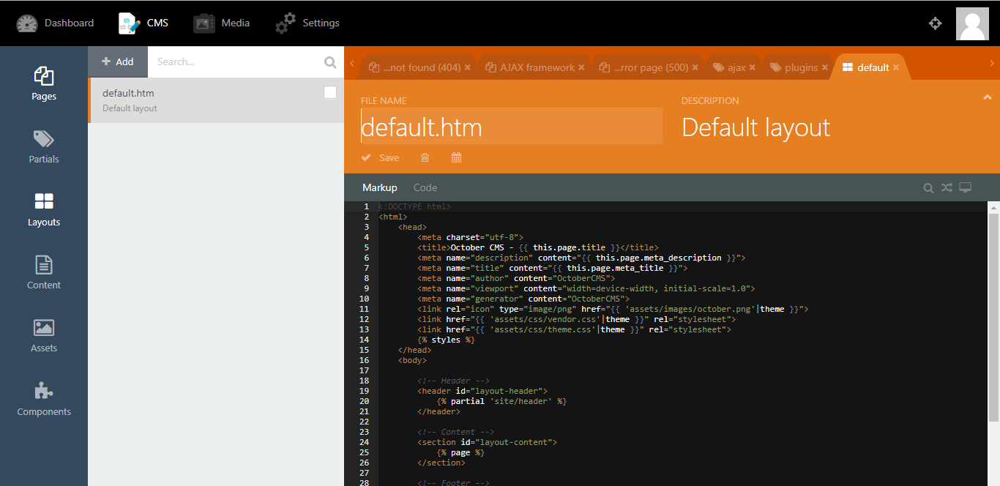 Dashboard CMS Media Settings
Pages
Partials
Layouts
Content
Assets
Components
+ Add Search...
default.htm
Default layout
...not found (404) × AJAX framework × ...rror page (500) × ajax × plugins × default ×
FILE NAME DESCRIPTION
default.htm Default layout
Save
Markup Code
1 <!DOCTYPE html>
2 <html>
3 <head>
4 <meta charset="utf-8">
5 <title>October CMS - {{ this.page.title }}</title>
6 <meta name="description" content="{{ this.page.meta_description }}">
7 <meta name="title" content="{{ this.page.meta_title }}">
8 <meta name="author" content="OctoberCMS">
9 <meta name="viewport" content="width=device-width, initial-scale=1.0">
10 <meta name="generator" content="OctoberCMS">
11 <link rel="icon" type="image/png" href="{{ 'assets/images/october.png'|theme }}">
12 <link href="{{ 'assets/css/vendor.css'|theme }}" rel="stylesheet">
13 <link href="{{ 'assets/css/theme.css'|theme }}" rel="stylesheet">
14 {% styles %}
15 </head>
16 <body>
17
18 <!-- Header -->
19 <header id="layout-header">
20 {% partial 'site/header' %}
21 </header>
22
23 <!-- Content -->
24 <section id="layout-content">
25 {% page %}
26 </section>
27
28 <!-- Footer -->